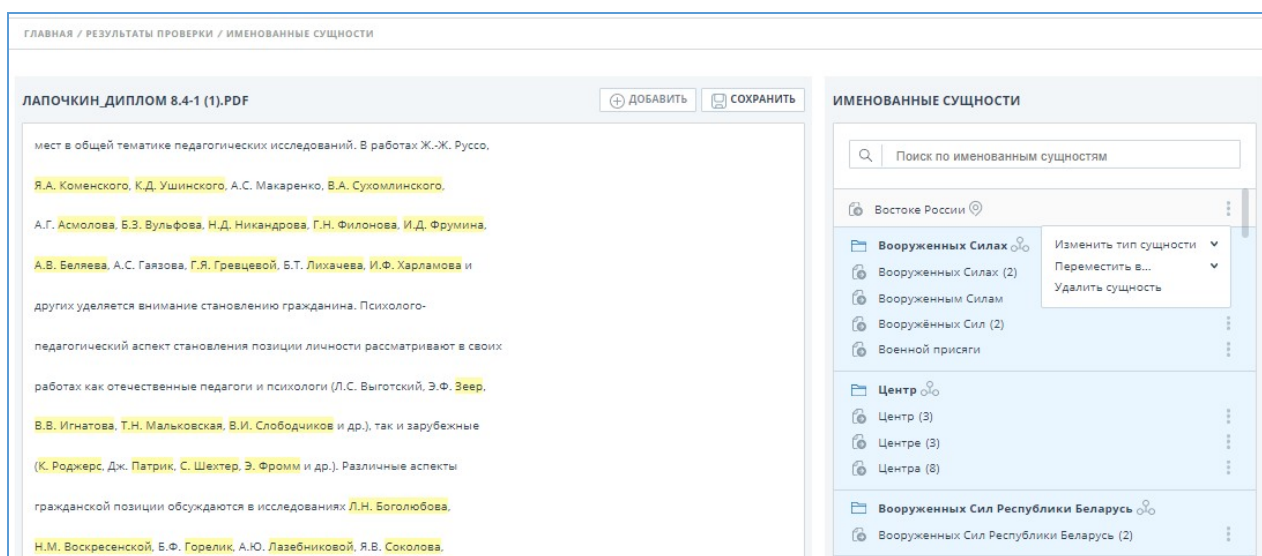 ГЛАВНАЯ / РЕЗУЛЬТАТЫ ПРОВЕРКИ / ИМЕНОВАННЫЕ СУЩНОСТИ
ЛАПОЧКИН_ДИПЛОМ 8.4-1 (1).PDF
ДОБАВИТЬ
СОХРАНИТЬ
мест в общей тематике педагогических исследований. В работах Ж.-Ж. Руссо,
Я.А. Коменского, К.Д. Ушинского, А.С. Макаренко, В.А. Сухомлинского,
А.Г. Асмолова, Б.З. Вульфова, Н.Д. Никандрова, Г.Н. Филонова, И.Д. Фрумина,
А.В. Беляева, А.С. Гаязова, Г.Я. Гревцевой, Б.Т. Лихачева, И.Ф. Харламова и
других уделяется внимание становлению гражданина. Психолого-
педагогический аспект становления позиции личности рассматривают в своих
работах как отечественные педагоги и психологи (Л.С. Выготский, Э.Ф. Зеер,
В.В. Игнатова, Т.Н. Мальковская, В.И. Слободчиков и др.), так и зарубежные
(К. Роджерс, Дж. Патрик, С. Шехтер, Э. Фромм и др.). Различные аспекты
гражданской позиции обсуждаются в исследованиях Л.Н. Боголюбова,
Н.М. Воскресенской, Б.Ф. Горелик, А.Ю. Лазебниковой, Я.В. Соколова,
ИМЕНОВАННЫЕ СУЩНОСТИ
Поиск по именованным сущностям
Востоке России
Вооруженных Силах
Вооруженных Силах (2)
Вооруженным Силам
Вооружённых Сил (2)
Военной присяги
Изменить тип сущности
Переместить в...
Удалить сущность
Центр
Центр (3)
Центре (3)
Центра (8)
Вооруженных Сил Республики Беларусь
Вооруженных Сил Республики Беларусь (2)